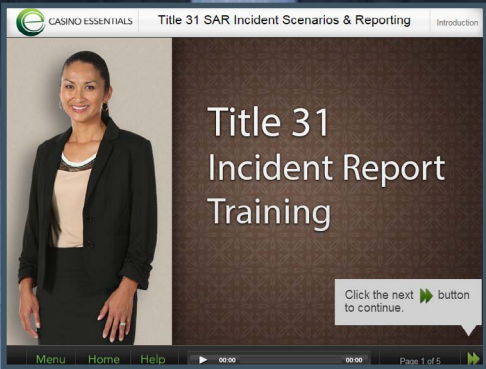 CASINO ESSENTIALS
Title 31 SAR Incident Scenarios & Reporting
Introduction
Title 31
Incident Report
Training
Click the next button
to continue.
Menu Home Help 00:00 00:00 Page 1 of 5